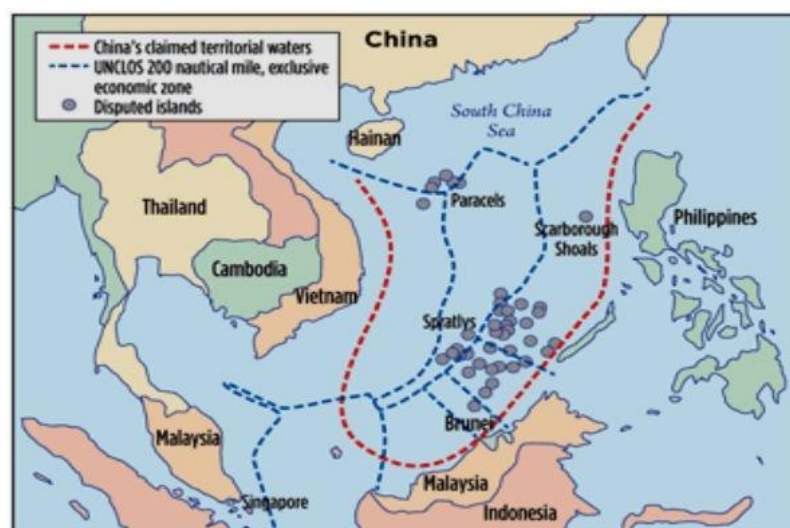 China's claimed territorial waters
UNCLOS 200 nautical mile, exclusive
economic zone
Disputed islands
China
South China
Sea
Hainan
Paracels
Thailand
Scarborough
Shoals
Philippines
Cambodia
Vietnam
Spratlys
Bruner
Malaysia
Malaysia
Singapore
Indonesia